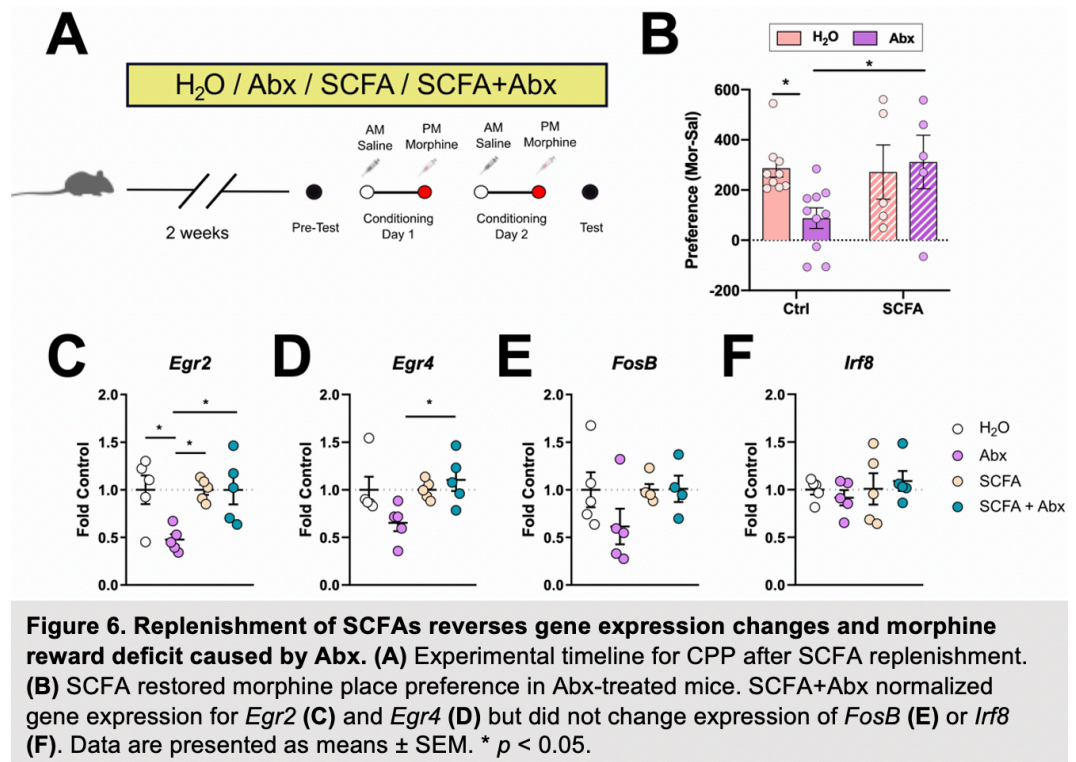 A
H₂O / Abx / SCFA / SCFA+Abx
AM
Saline
PM
Morphine
AM
Saline
PM
Morphine
2 weeks
Pre-Test
Conditioning
Day 1
Conditioning
Day 2
Test
B
H₂O
Abx
*
*
Preference (Mor-Sal)
600
400
200
0
-200
Ctrl
SCFA
C
Egr2
Fold Control
2.0
1.5
1.0
0.5
0.0
*
*
*
D
Egr4
Fold Control
2.0
1.5
1.0
0.5
0.0
*
E
FosB
Fold Control
2.0
1.5
1.0
0.5
0.0
F
Irf8
Fold Control
2.0
1.5
1.0
0.5
0.0
H₂O
Abx
SCFA
SCFA + Abx
Figure 6. Replenishment of SCFAs reverses gene expression changes and morphine
reward deficit caused by Abx. (A) Experimental timeline for CPP after SCFA replenishment.
(B) SCFA restored morphine place preference in Abx-treated mice. SCFA+Abx normalized
gene expression for Egr2 (C) and Egr4 (D) but did not change expression of FosB (E) or Irf8
(F). Data are presented as means ± SEM. * p < 0.05.